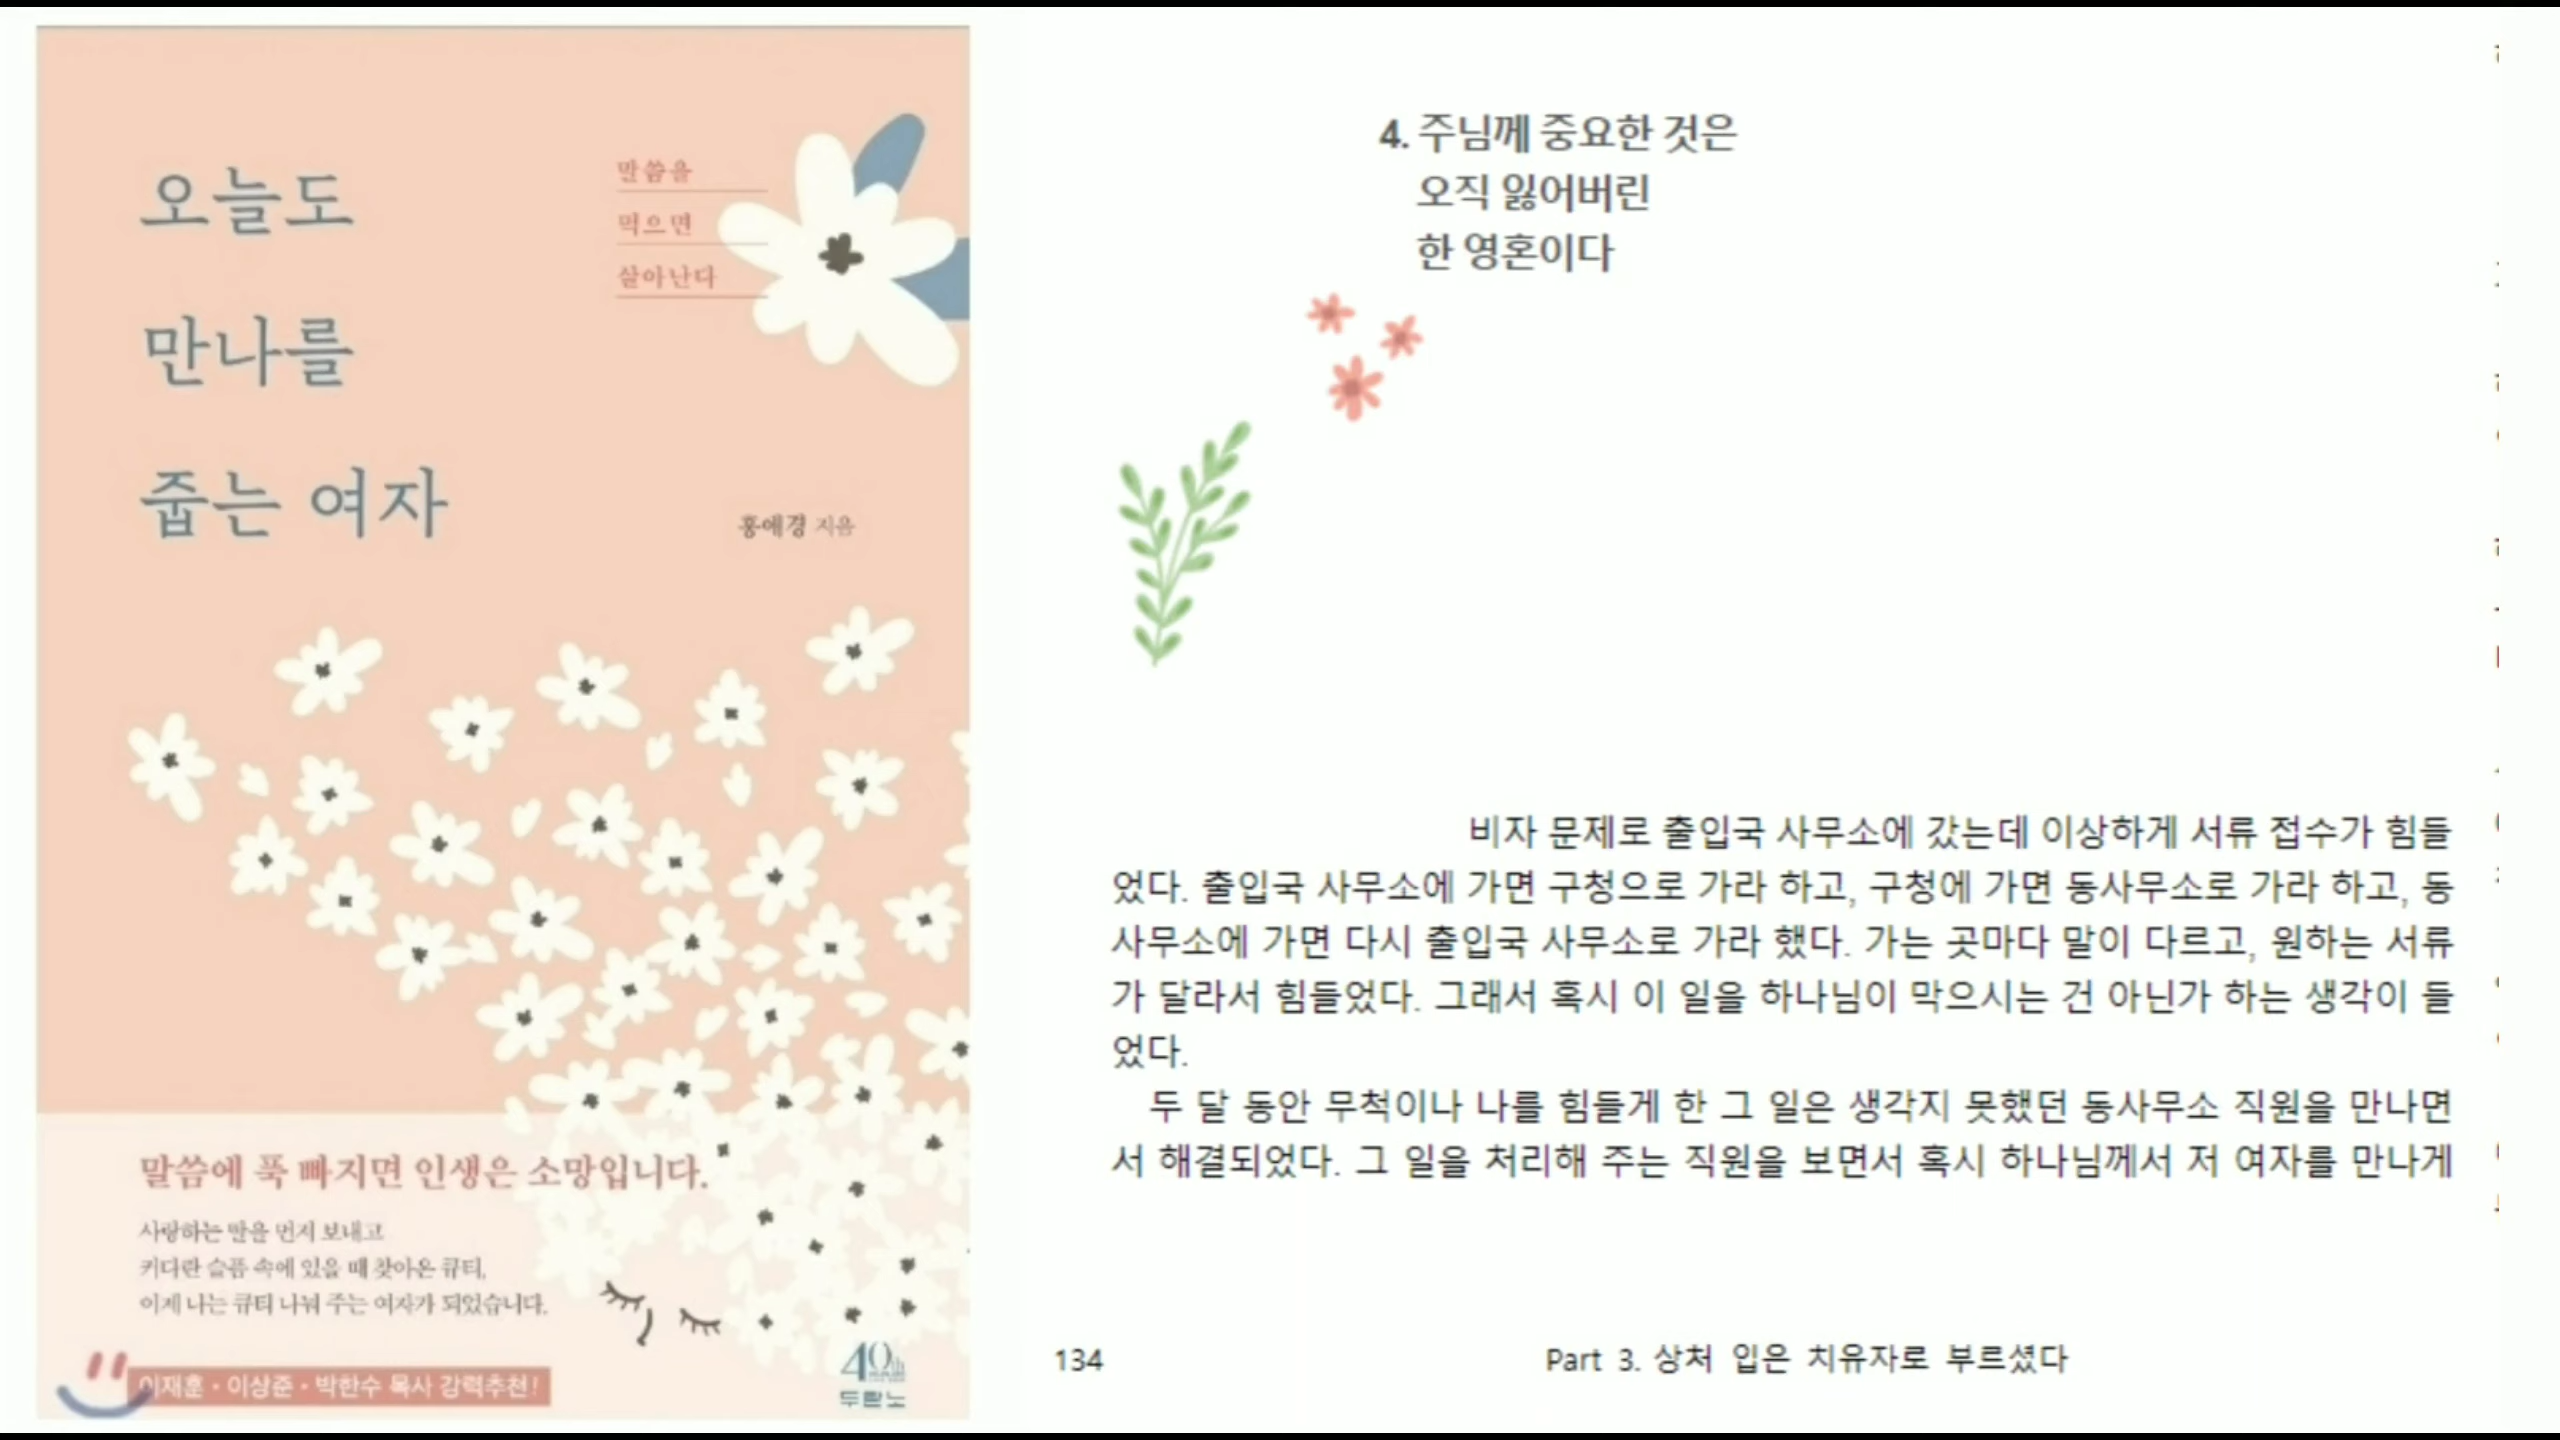 오늘도
만나를
줍는 여자
말씀을
먹으면
살아난다
홍애경 지음
말씀에 푹 빠지면 인생은 소망입니다.
사랑하는 딸을 먼저 보내고
커다란 슬픔 속에 있을 때 찾아온 큐티,
이제 나는 큐티 나눠 주는 여자가 되었습니다.
이재훈 · 이상준 · 박한수 목사 강력추천!
40th
두란노
4. 주님께 중요한 것은
오직 잃어버린
한 영혼이다
비자 문제로 출입국 사무소에 갔는데 이상하게 서류 접수가 힘들
었다. 출입국 사무소에 가면 구청으로 가라 하고, 구청에 가면 동사무소로 가라 하고, 동
사무소에 가면 다시 출입국 사무소로 가라 했다. 가는 곳마다 말이 다르고, 원하는 서류
가 달라서 힘들었다. 그래서 혹시 이 일을 하나님이 막으시는 건 아닌가 하는 생각이 들
었다.
두 달 동안 무척이나 나를 힘들게 한 그 일은 생각지 못했던 동사무소 직원을 만나면
서 해결되었다. 그 일을 처리해 주는 직원을 보면서 혹시 하나님께서 저 여자를 만나게
134
Part 3. 상처 입은 치유자로 부르셨다